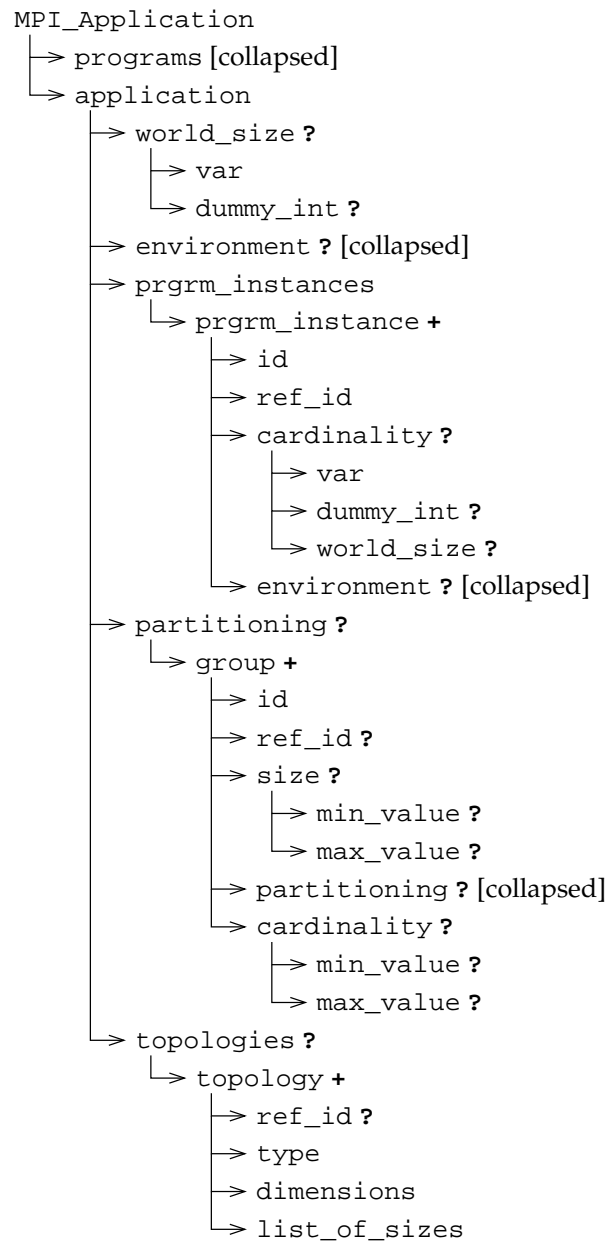 MPI_Application
programs [collapsed]
application
world_size ?
var
dummy_int ?
environment ? [collapsed]
prgrm_instances
prgrm_instance +
id
ref_id
cardinality ?
var
dummy_int ?
world_size ?
environment ? [collapsed]
partitioning ?
group +
id
ref_id ?
size ?
min_value ?
max_value ?
partitioning ? [collapsed]
cardinality ?
min_value ?
max_value ?
topologies ?
topology +
ref_id ?
type
dimensions
list_of_sizes